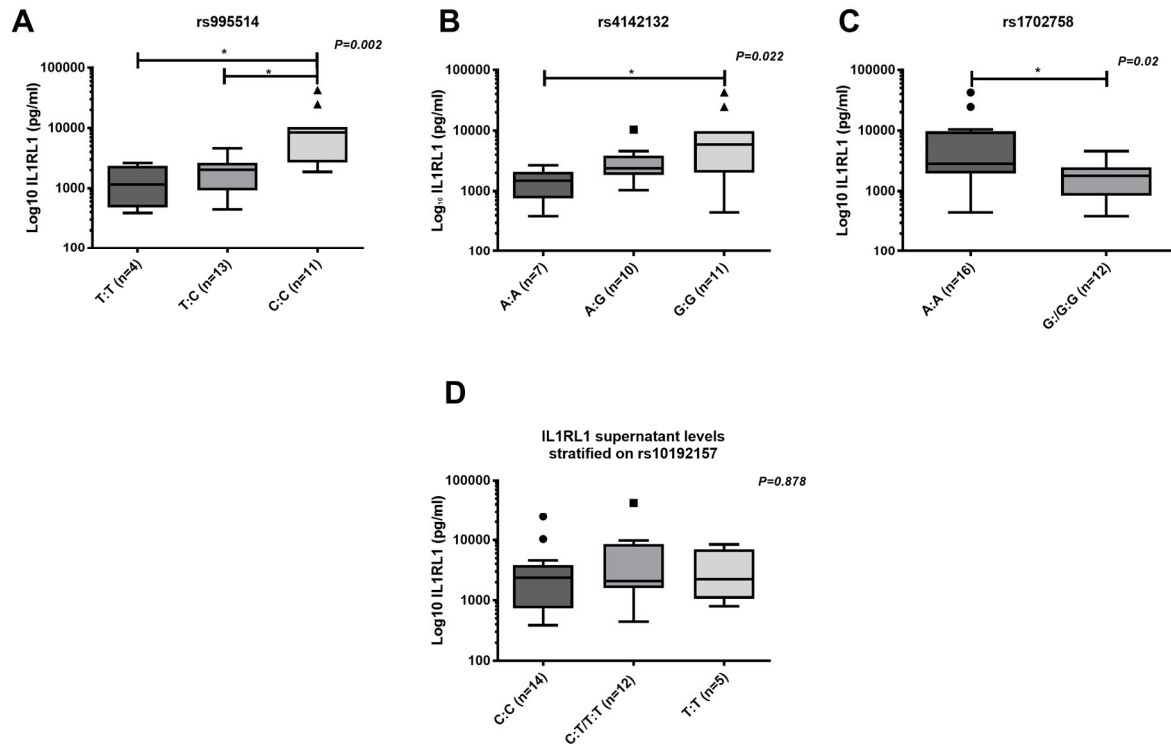 A
rs995514
P=0.002
*
*
Log10 IL1RL1 (pg/ml)
100000
10000
1000
100
T:T (n=4)
T:C (n=13)
C:C (n=11)
B
rs4142132
P=0.022
*
Log₁₀ IL1RL1 (pg/ml)
100000
10000
1000
100
A:A (n=7)
A:G (n=10)
G:G (n=11)
C
rs1702758
P=0.02
*
Log10 IL1RL1 (pg/ml)
100000
10000
1000
100
A:A (n=16)
G:/G:G (n=12)
D
IL1RL1 supernatant levels
stratified on rs10192157
P=0.878
Log10 IL1RL1 (pg/ml)
100000
10000
1000
100
C:C (n=14)
C:T/T:T (n=12)
T:T (n=5)